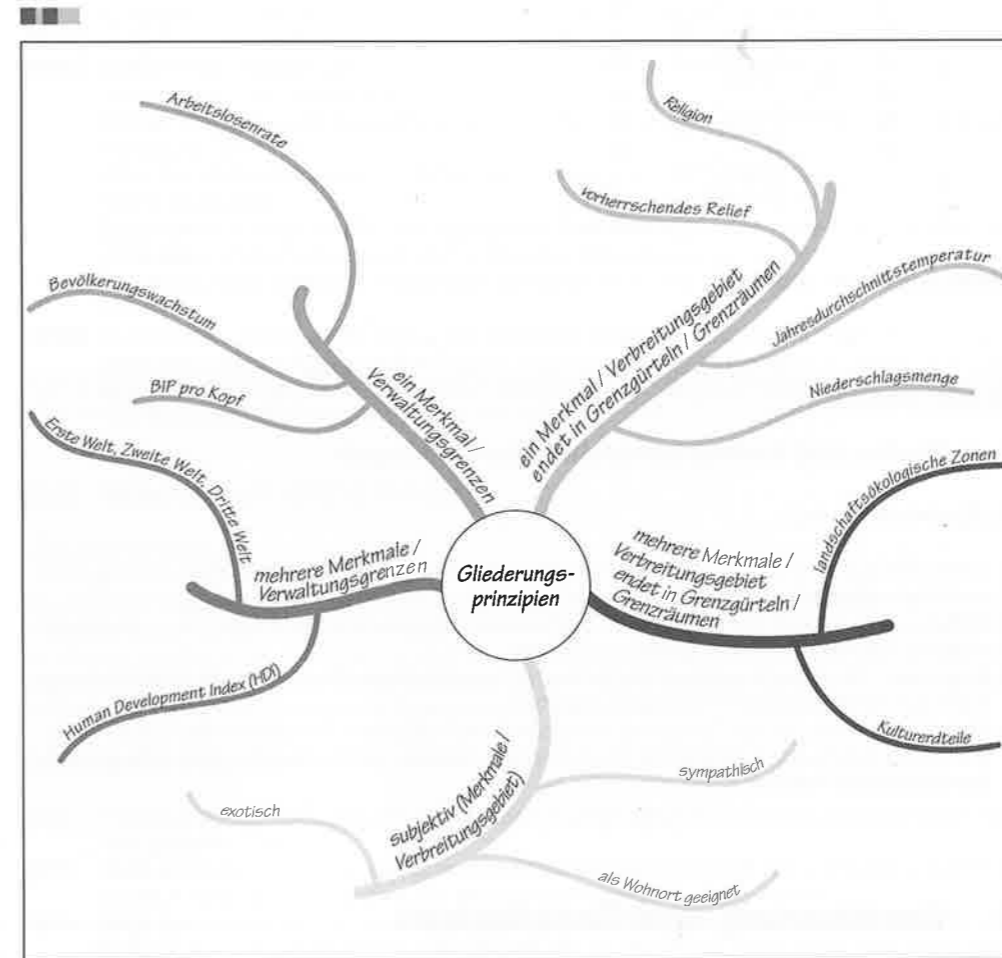 Arbeitslosenrate
Bevölkerungswachstum
BIP pro Kopf
ein Merkmal /
Verwaltungsgrenzen
Religion
vorherrschendes Relief
Jahresdurchschnittstemperatur
Niederschlagsmenge
ein Merkmal / Verbreitungsgebiet
endet in Grenzgürteln / Grenzräumen
Erste Welt, Zweite Welt, Dritte Welt
Human Development Index (HDI)
mehrere Merkmale /
Verwaltungsgrenzen
Gliederungs-
prinzipien
mehrere Merkmale /
Verbreitungsgebiet
endet in Grenzgürteln /
Grenzräumen
landschaftsökologische Zonen
Kulturerdteile
subjektiv (Merkmale /
Verbreitungsgebiet)
exotisch
sympathisch
als Wohnort geeignet